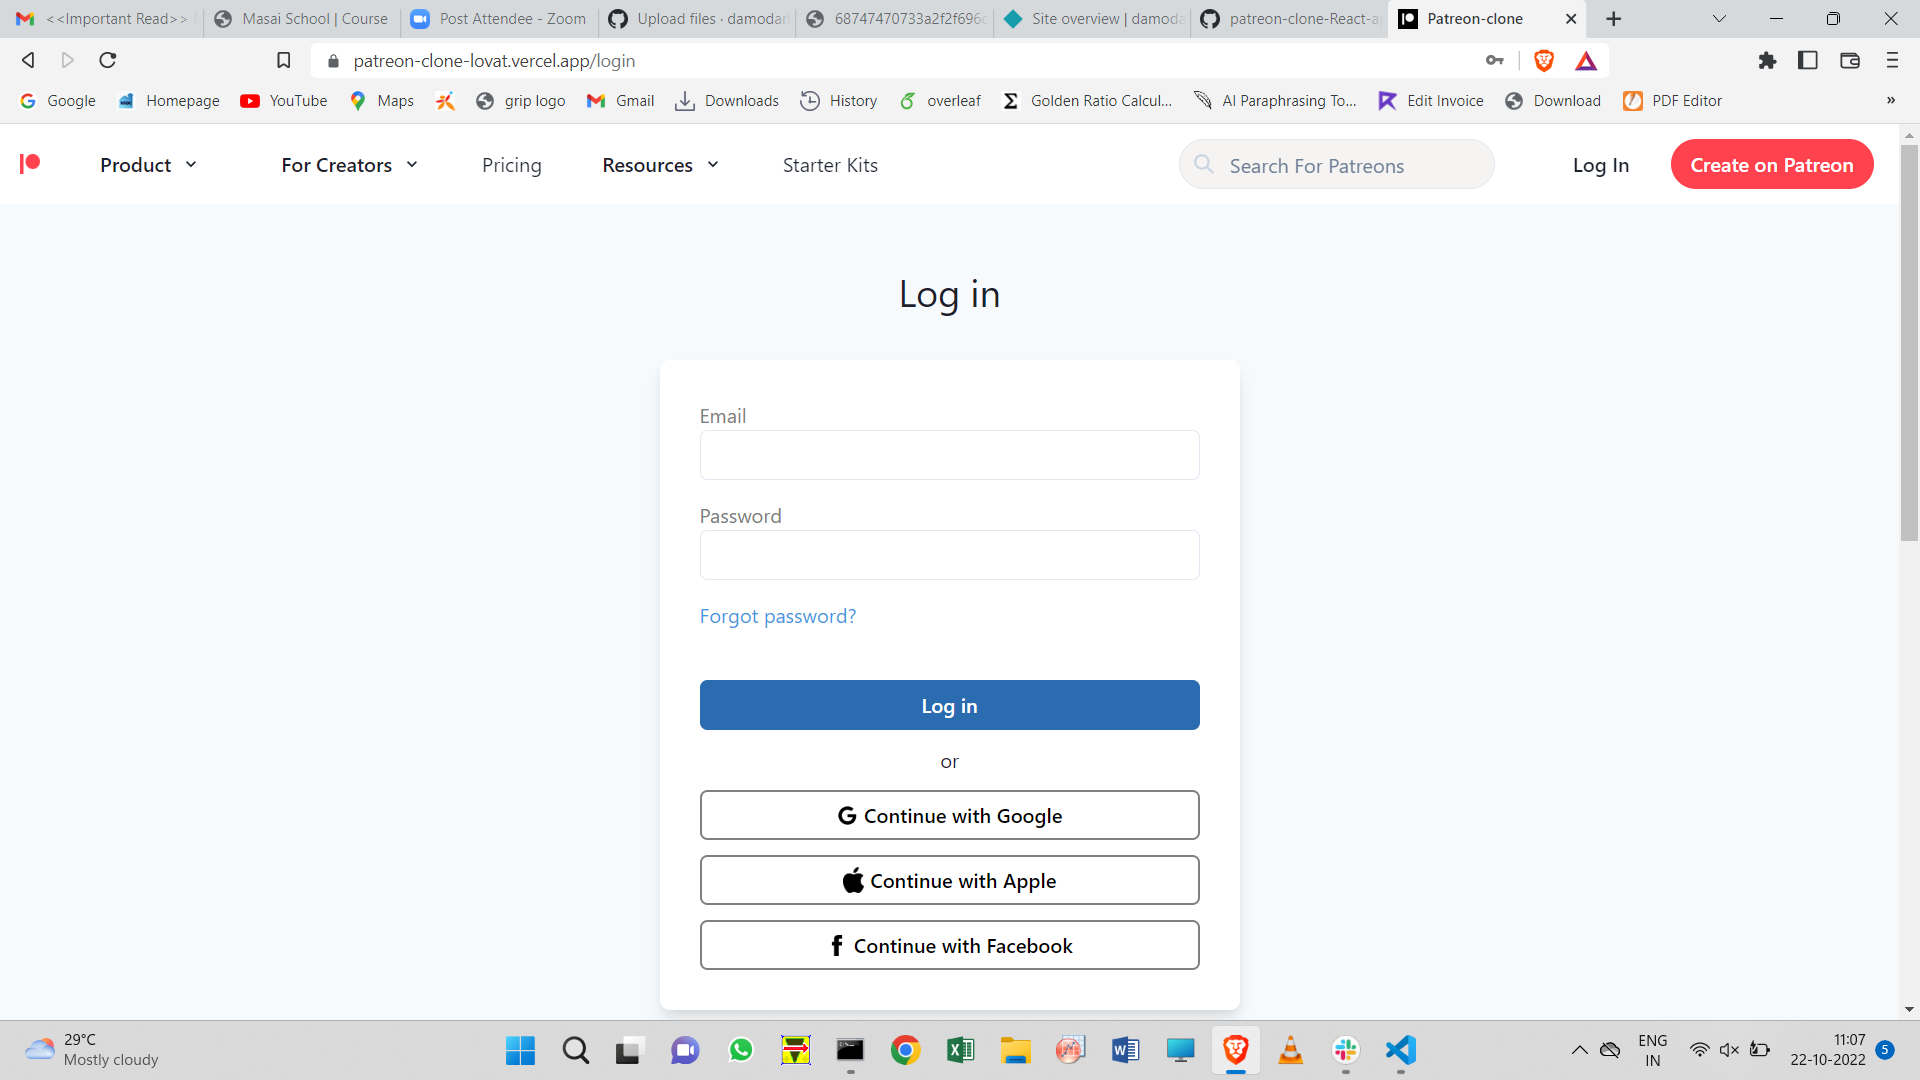 <<Important Read>>
Masai School | Course
Post Attendee - Zoom
Upload files · damodar
68747470733a2f2f696
Site overview | damoda
patreon-clone-React-a
Patreon-clone
patreon-clone-lovat.vercel.app/login
Google
Homepage
YouTube
Maps
grip logo
Gmail
Downloads
History
overleaf
Golden Ratio Calcul...
AI Paraphrasing To...
Edit Invoice
Download
PDF Editor
»
Product
For Creators
Pricing
Resources
Starter Kits
Search For Patreons
Log In
Create on Patreon
Log in
Email
Password
Forgot password?
Log in
or
Continue with Google
Continue with Apple
Continue with Facebook
29°C
Mostly cloudy
ENG
IN
11:07
22-10-2022
5